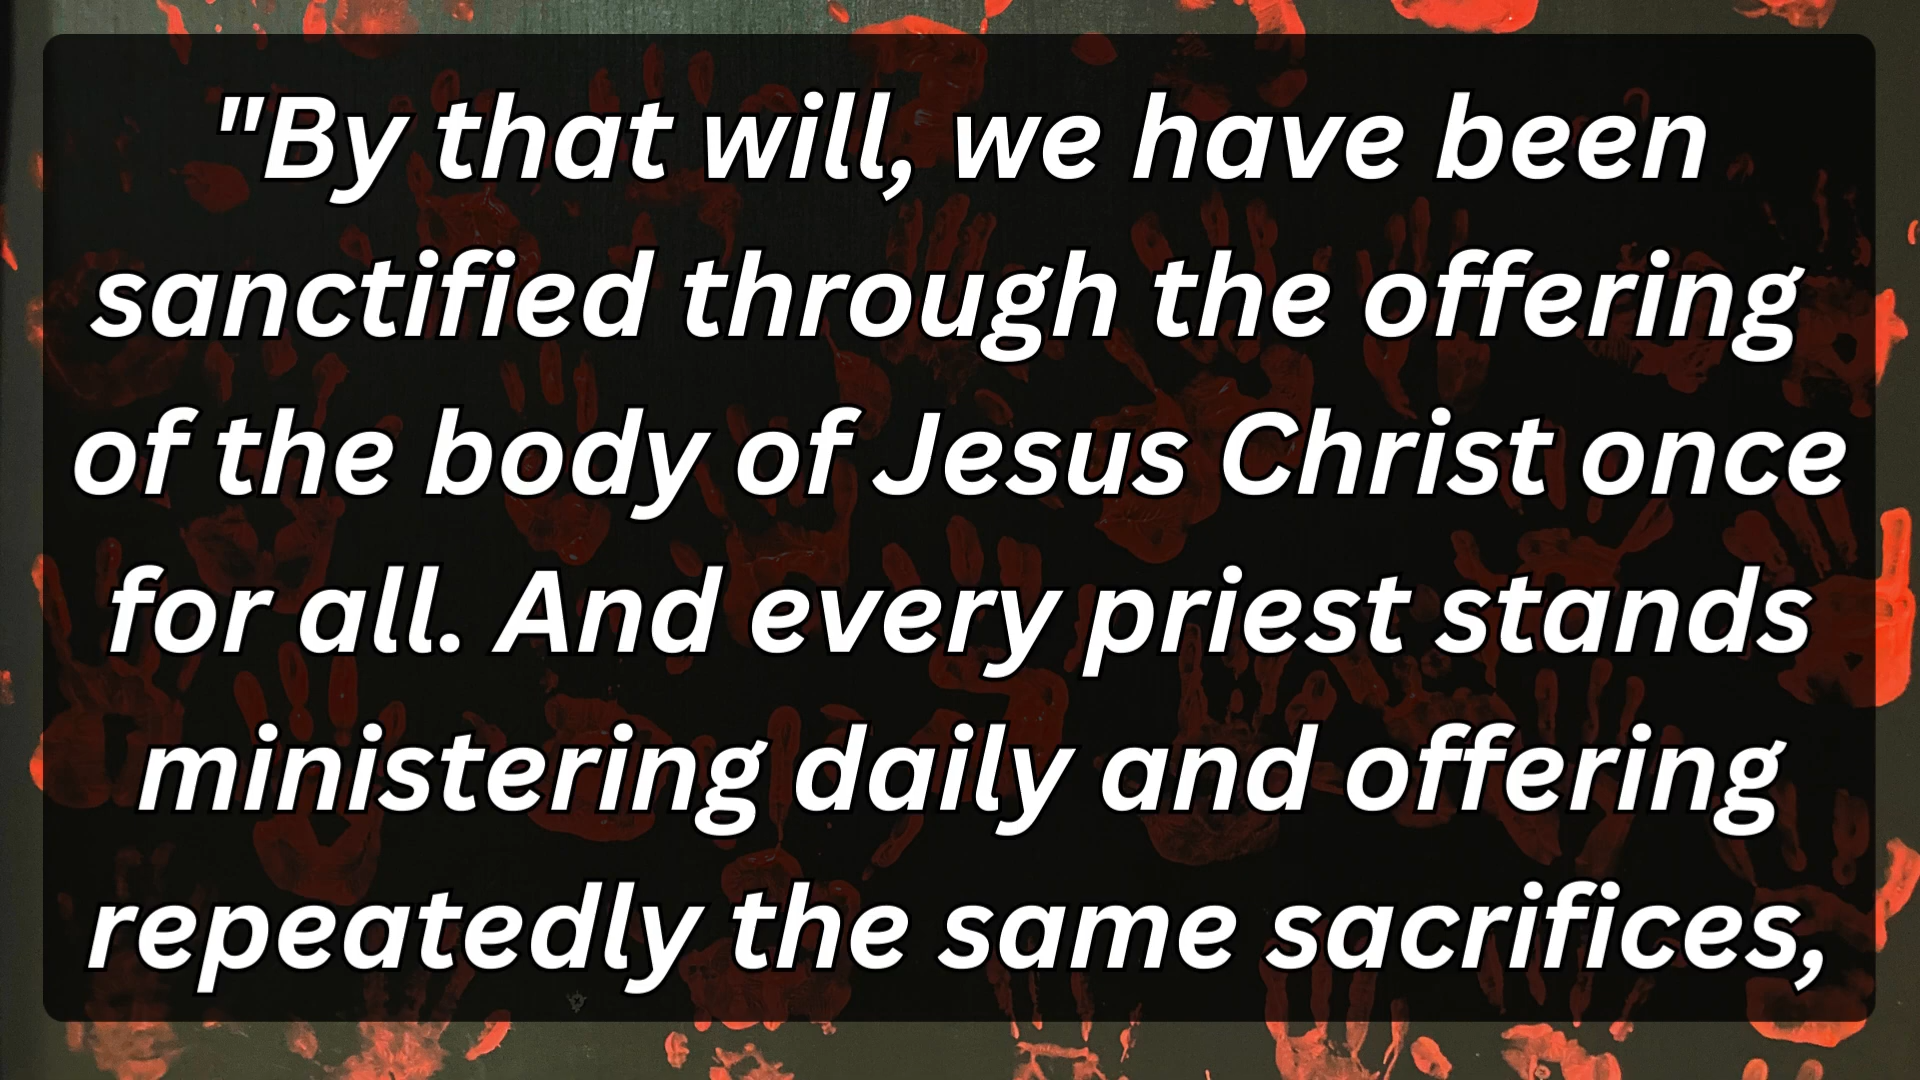 "By that will, we have been
sanctified through the offering
of the body of Jesus Christ once
for all. And every priest stands
ministering daily and offering
repeatedly the same sacrifices,